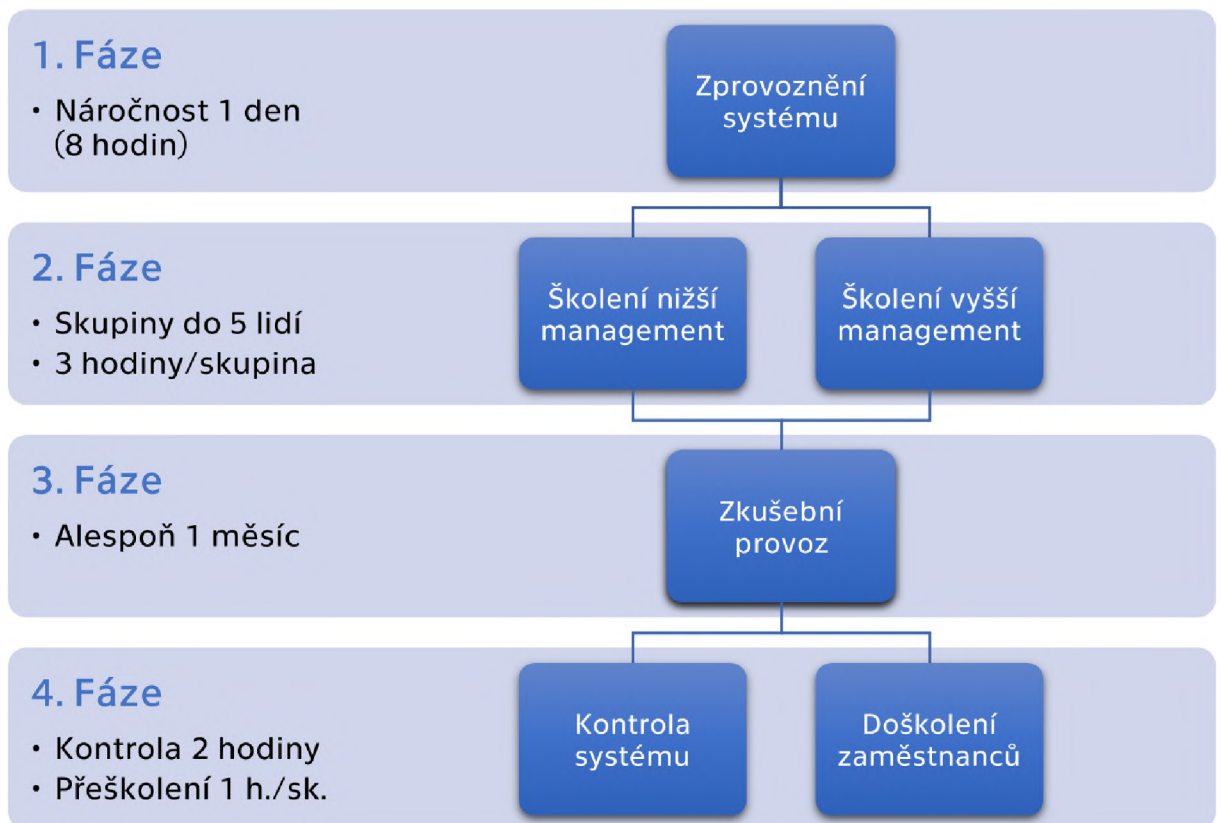 1. Fáze
• Náročnost 1 den
(8 hodin)
Zprovoznění
systému
2. Fáze
• Skupiny do 5 lidí
• 3 hodiny/skupina
Školení nižší
management
Školení vyšší
management
3. Fáze
• Alespoň 1 měsíc
Zkušební
provoz
4. Fáze
• Kontrola 2 hodiny
• Přeškolení 1 h./sk.
Kontrola
systému
Doškolení
zaměstnanců